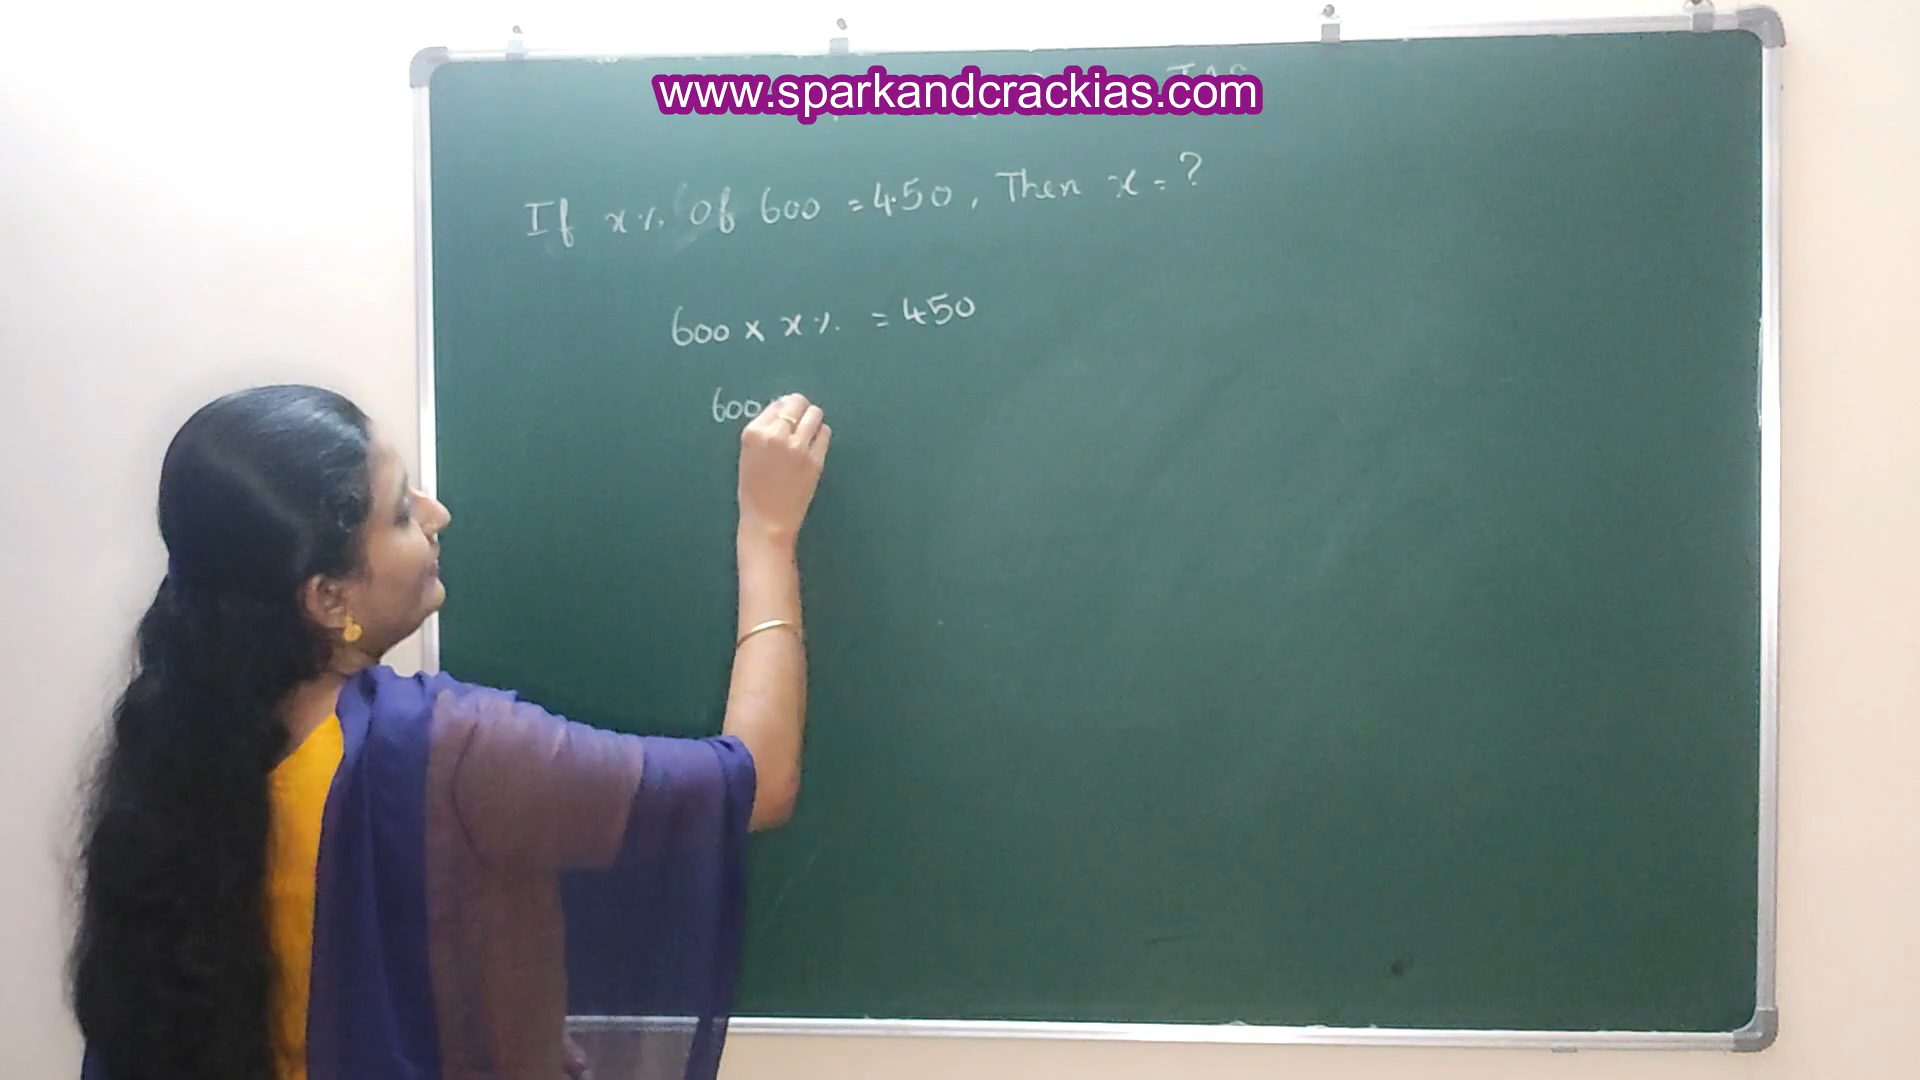 www.sparkandcrackias.com
If x% of 600 = 450, Then x = ?
600 × x% = 450
600